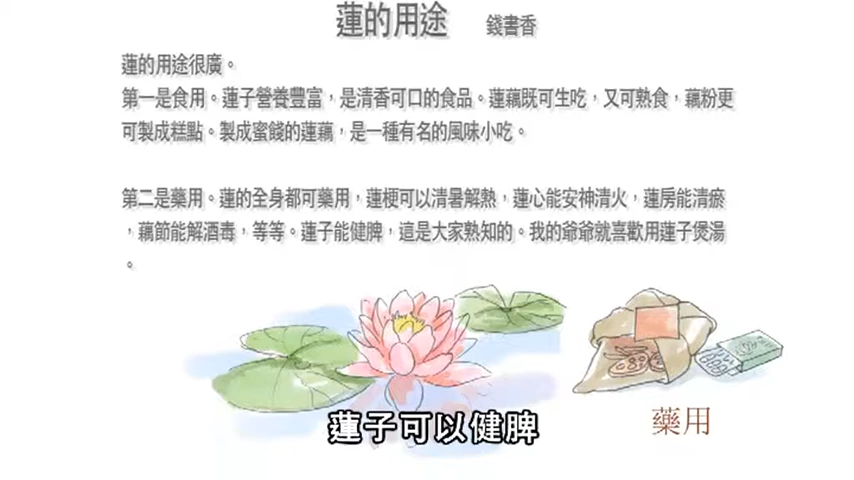 蓮的用途 錢書香
蓮的用途很廣。
第一是食用。蓮子營養豐富，是清香可口的食品。蓮藕既可生吃，又可熟食，藕粉更
可製成糕點。製成蜜餞的蓮藕，是一種有名的風味小吃。
第二是藥用。蓮的全身都可藥用，蓮梗可以清暑解熱，蓮心能安神清火，蓮房能清瘀
，藕節能解酒毒，等等。蓮子能健脾，這是大家熟知的。我的爺爺就喜歡用蓮子煲湯
。
蓮子可以健脾
藥用